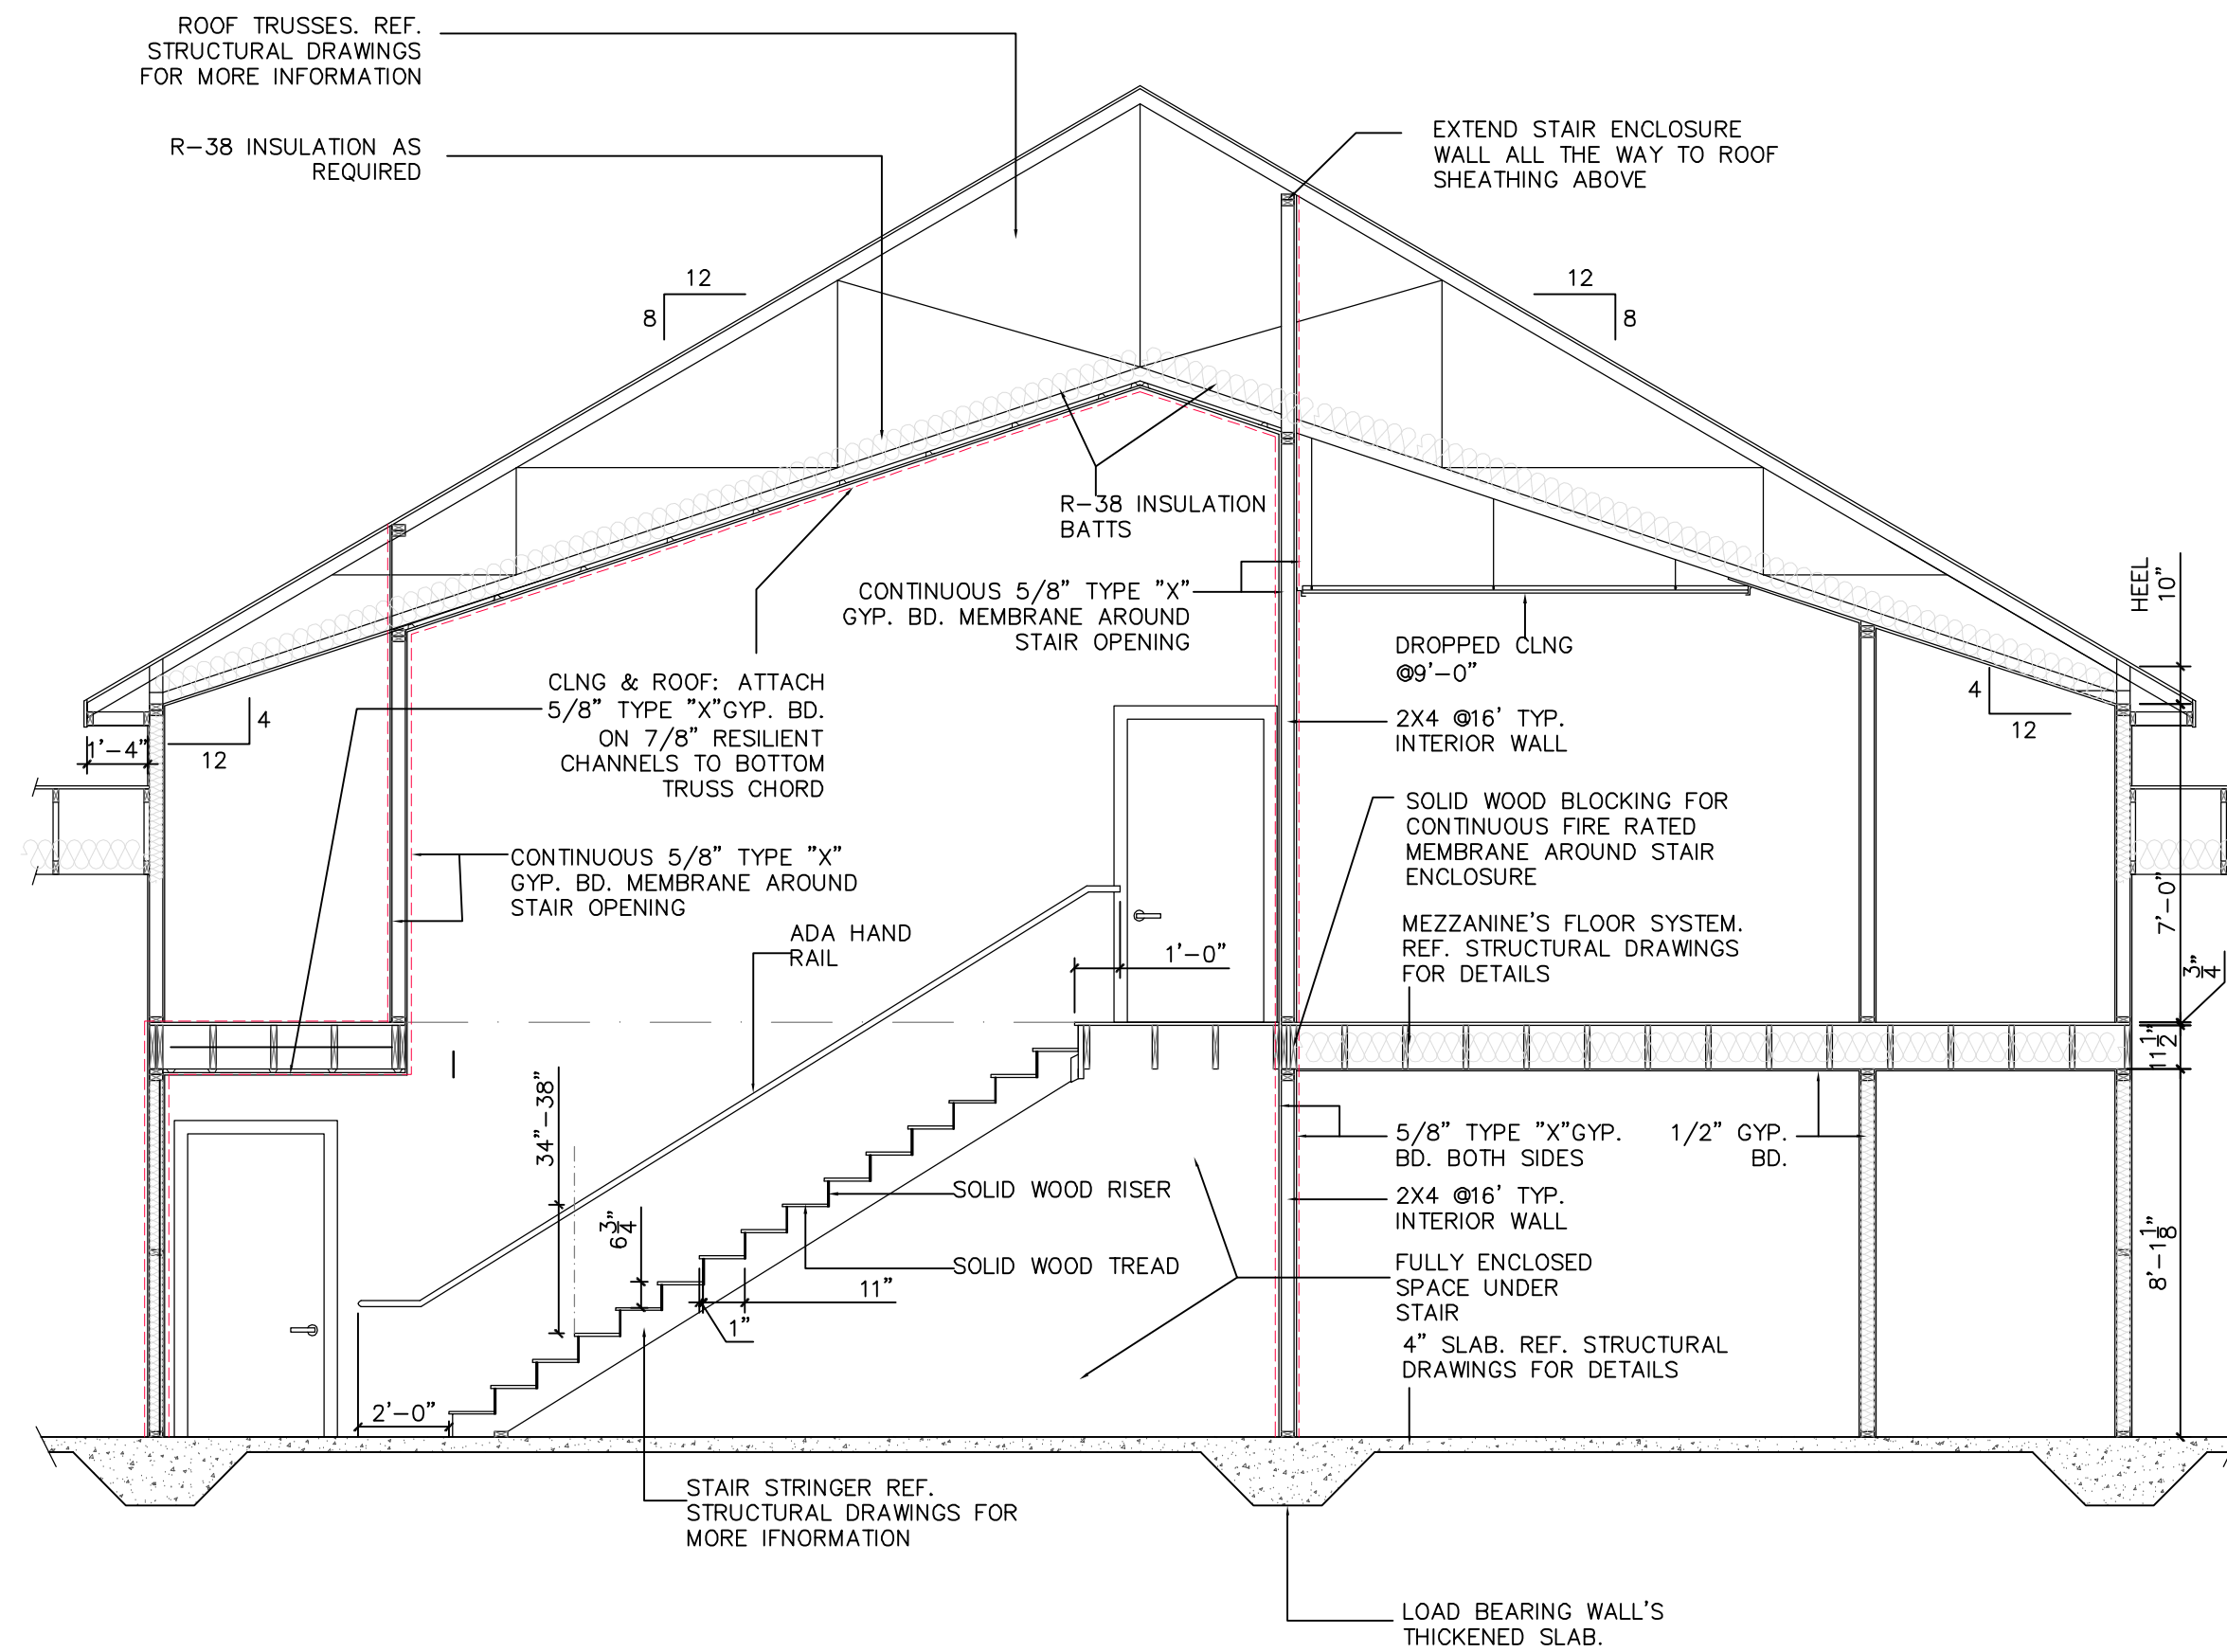 ROOF TRUSSES. REF.
STRUCTURAL DRAWINGS
FOR MORE INFORMATION
R-38 INSULATION AS
REQUIRED
EXTEND STAIR ENCLOSURE
WALL ALL THE WAY TO ROOF
SHEATHING ABOVE
12
8
12
8
R-38 INSULATION
BATTS
CONTINUOUS 5/8" TYPE "X"
GYP. BD. MEMBRANE AROUND
STAIR OPENING
HEEL
10"
DROPPED CLNG
@9'-0"
CLNG & ROOF: ATTACH
5/8" TYPE "X"GYP. BD.
ON 7/8" RESILIENT
CHANNELS TO BOTTOM
TRUSS CHORD
4
12
1'-4"
4
12
2X4 @16' TYP.
INTERIOR WALL
SOLID WOOD BLOCKING FOR
CONTINUOUS FIRE RATED
MEMBRANE AROUND STAIR
ENCLOSURE
CONTINUOUS 5/8" TYPE "X"
GYP. BD. MEMBRANE AROUND
STAIR OPENING
7'-0"
ADA HAND
RAIL
1'-0"
MEZZANINE'S FLOOR SYSTEM.
REF. STRUCTURAL DRAWINGS
FOR DETAILS
3/4"
11 1/2"
34"-38"
5/8" TYPE "X"GYP.
BD. BOTH SIDES
1/2" GYP.
BD.
SOLID WOOD RISER
2X4 @16' TYP.
INTERIOR WALL
6 3/4"
SOLID WOOD TREAD
11"
1"
FULLY ENCLOSED
SPACE UNDER
STAIR
8'-1 1/8"
4" SLAB. REF. STRUCTURAL
DRAWINGS FOR DETAILS
2'-0"
STAIR STRINGER REF.
STRUCTURAL DRAWINGS FOR
MORE IFNORMATION
LOAD BEARING WALL'S
THICKENED SLAB.